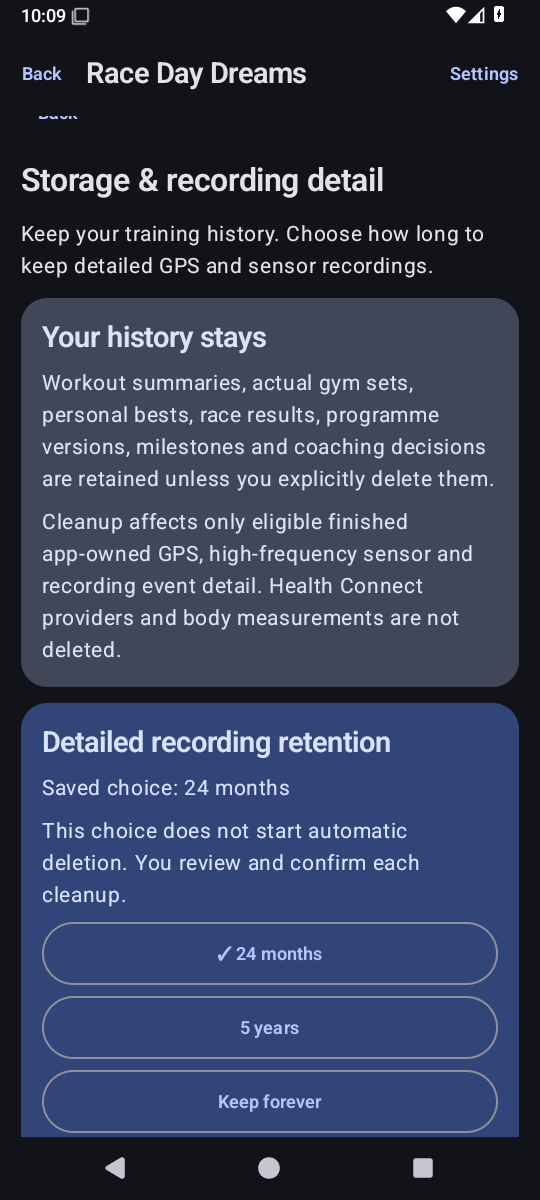 10:09
Back Race Day Dreams Settings
Back
Storage & recording detail
Keep your training history. Choose how long to
keep detailed GPS and sensor recordings.
Your history stays
Workout summaries, actual gym sets,
personal bests, race results, programme
versions, milestones and coaching decisions
are retained unless you explicitly delete them.
Cleanup affects only eligible finished
app-owned GPS, high-frequency sensor and
recording event detail. Health Connect
providers and body measurements are not
deleted.
Detailed recording retention
Saved choice: 24 months
This choice does not start automatic
deletion. You review and confirm each
cleanup.
✓ 24 months
5 years
Keep forever